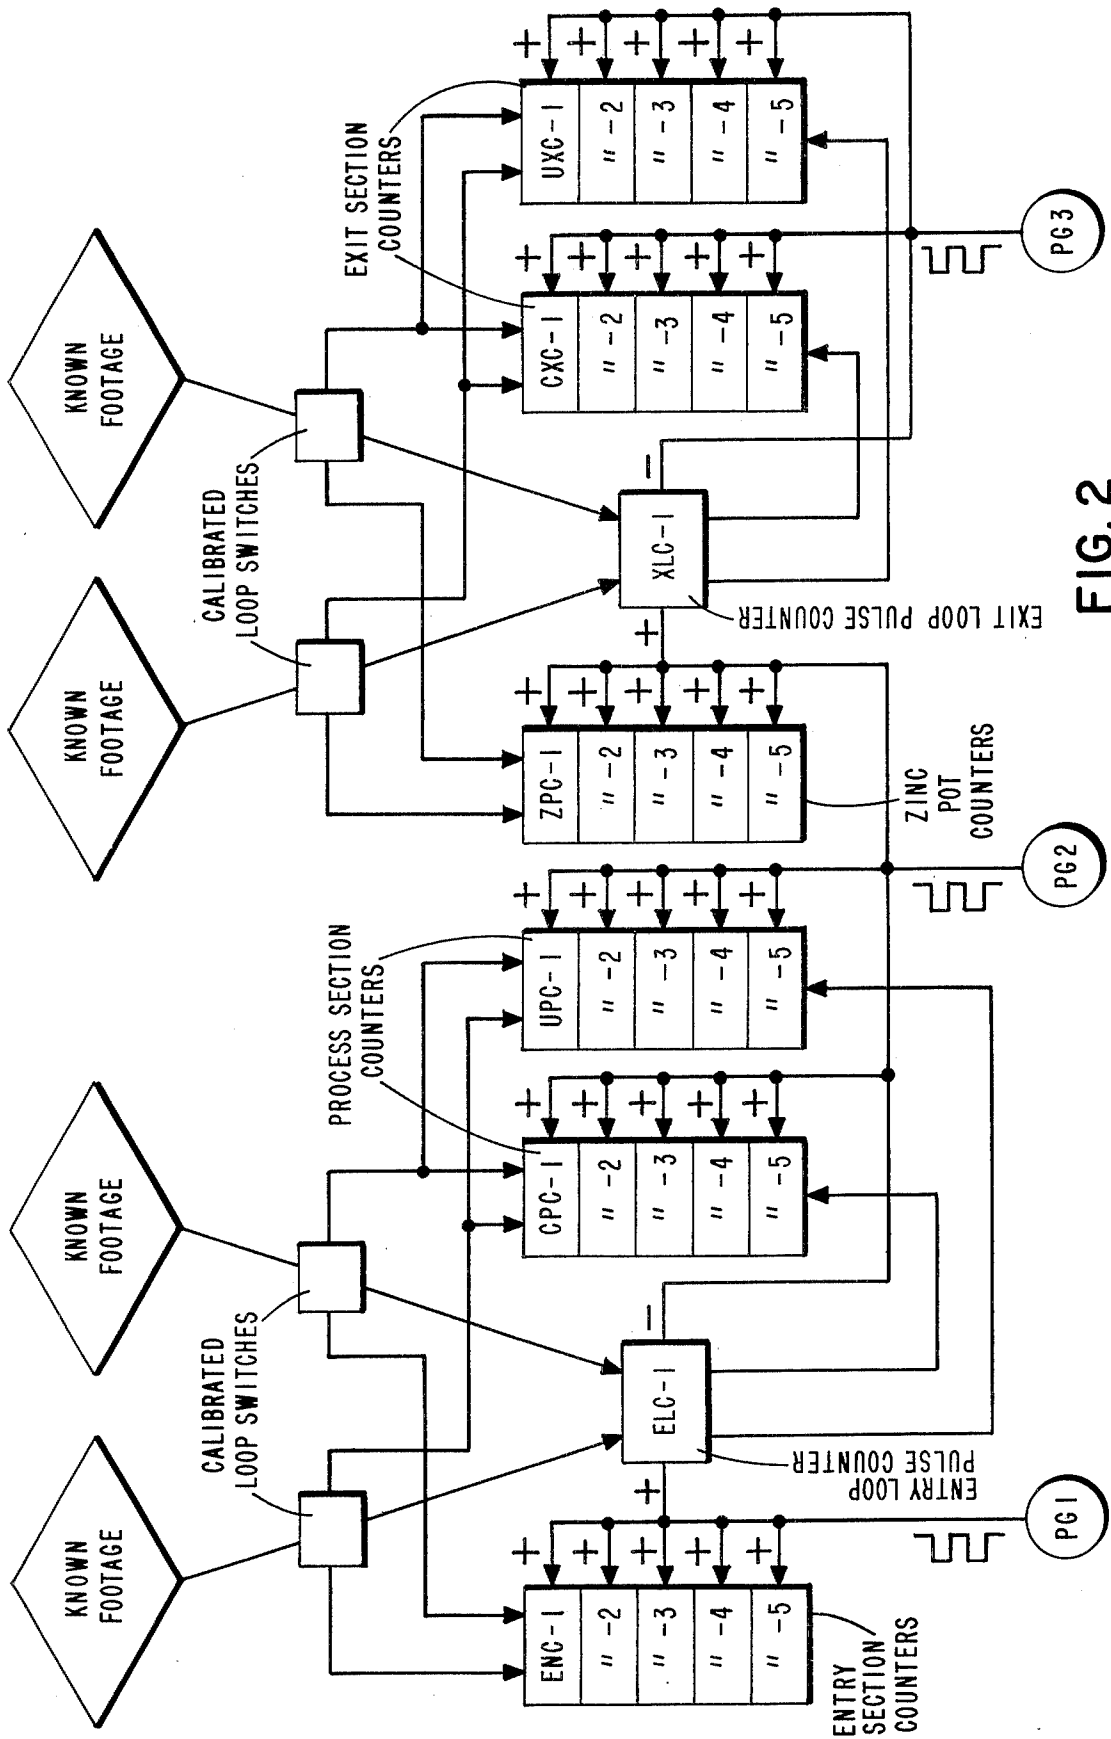 KNOWN
FOOTAGE
KNOWN
FOOTAGE
KNOWN
FOOTAGE
KNOWN
FOOTAGE
CALIBRATED
LOOP SWITCHES
CALIBRATED
LOOP SWITCHES
PROCESS SECTION
COUNTERS
EXIT SECTION
COUNTERS
ENC-1
" -2
" -3
" -4
" -5
+
+
+
+
+
ENTRY
SECTION
COUNTERS
+
ELC-1
-
ENTRY LOOP
PULSE COUNTER
CPC-1
" -2
" -3
" -4
" -5
+
+
+
+
+
UPC-1
" -2
" -3
" -4
" -5
+
+
+
+
+
ZPC-1
" -2
" -3
" -4
" -5
+
+
+
+
+
ZINC
POT
COUNTERS
+
XLC-1
-
EXIT LOOP PULSE COUNTER
CXC-1
" -2
" -3
" -4
" -5
+
+
+
+
+
UXC-1
" -2
" -3
" -4
" -5
+
+
+
+
+
PG1
PG2
PG3
FIG. 2